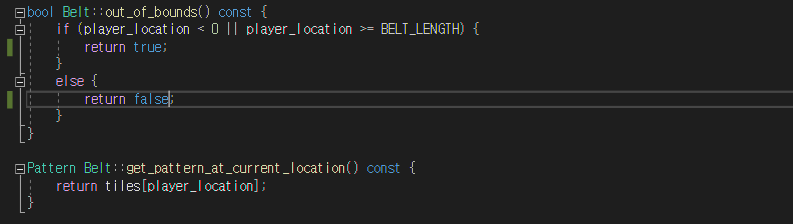 bool Belt::out_of_bounds() const {
if (player_location < 0 || player_location >= BELT_LENGTH) {
return true;
}
else {
return false;
}
}
Pattern Belt::get_pattern_at_current_location() const {
return tiles[player_location];
}